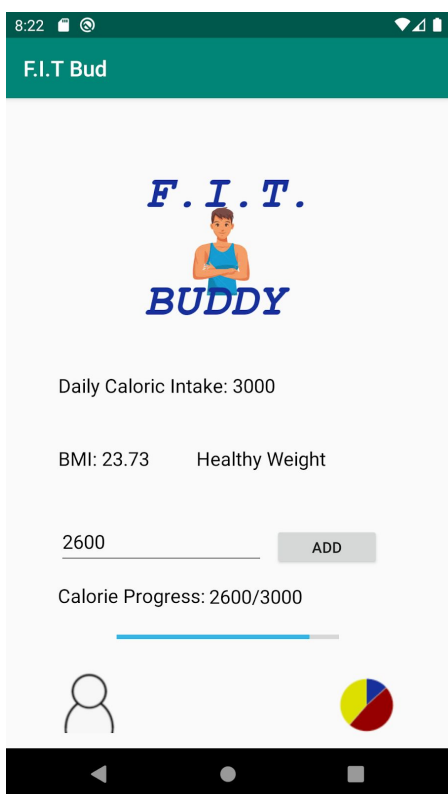 8:22
F.I.T Bud
F.I.T.
BUDDY
Daily Caloric Intake: 3000
BMI: 23.73 Healthy Weight
2600 ADD
Calorie Progress: 2600/3000